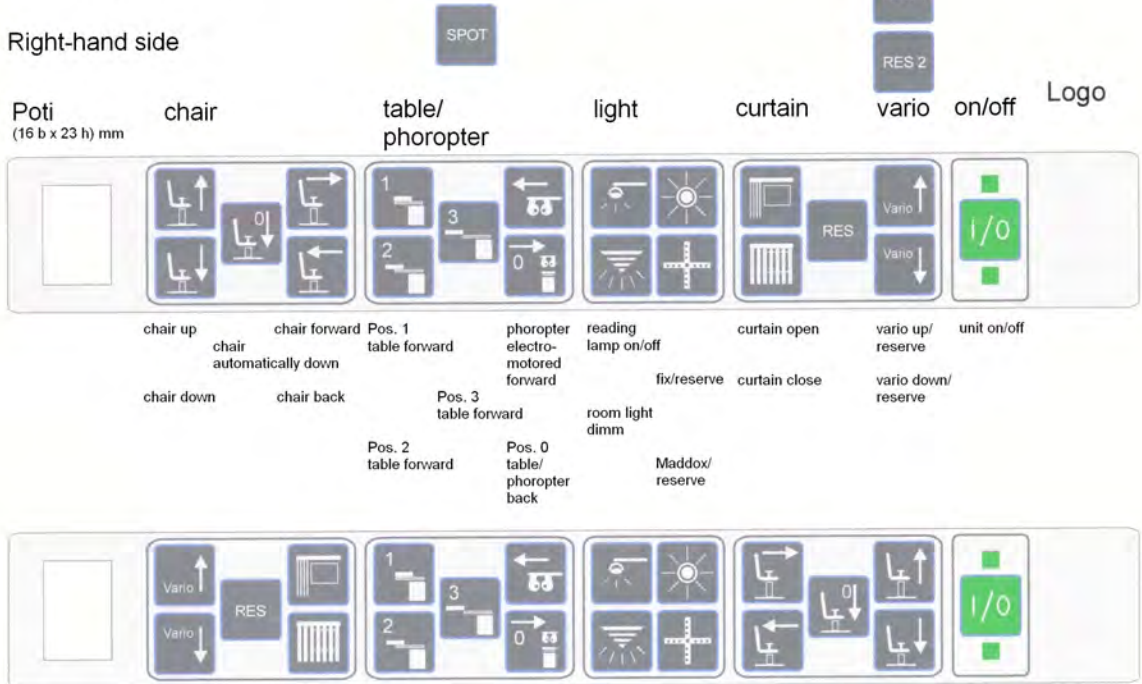 Right-hand side
SPOT
RES 2
Poti
(16 b x 23 h) mm
chair
table/
phoropter
light
curtain
vario
on/off
Logo
0
1
2
3
0
RES
Vario
Vario
I/0
chair up
chair
automatically down
chair down
chair forward
chair back
Pos. 1
table forward
Pos. 3
table forward
Pos. 2
table forward
phoropter
electro-
motored
forward
Pos. 0
table/
phoropter
back
reading
lamp on/off
fix/reserve
room light
dimm
Maddox/
reserve
curtain open
curtain close
vario up/
reserve
vario down/
reserve
unit on/off
Vario
Vario
RES
1
2
3
0
0
I/0